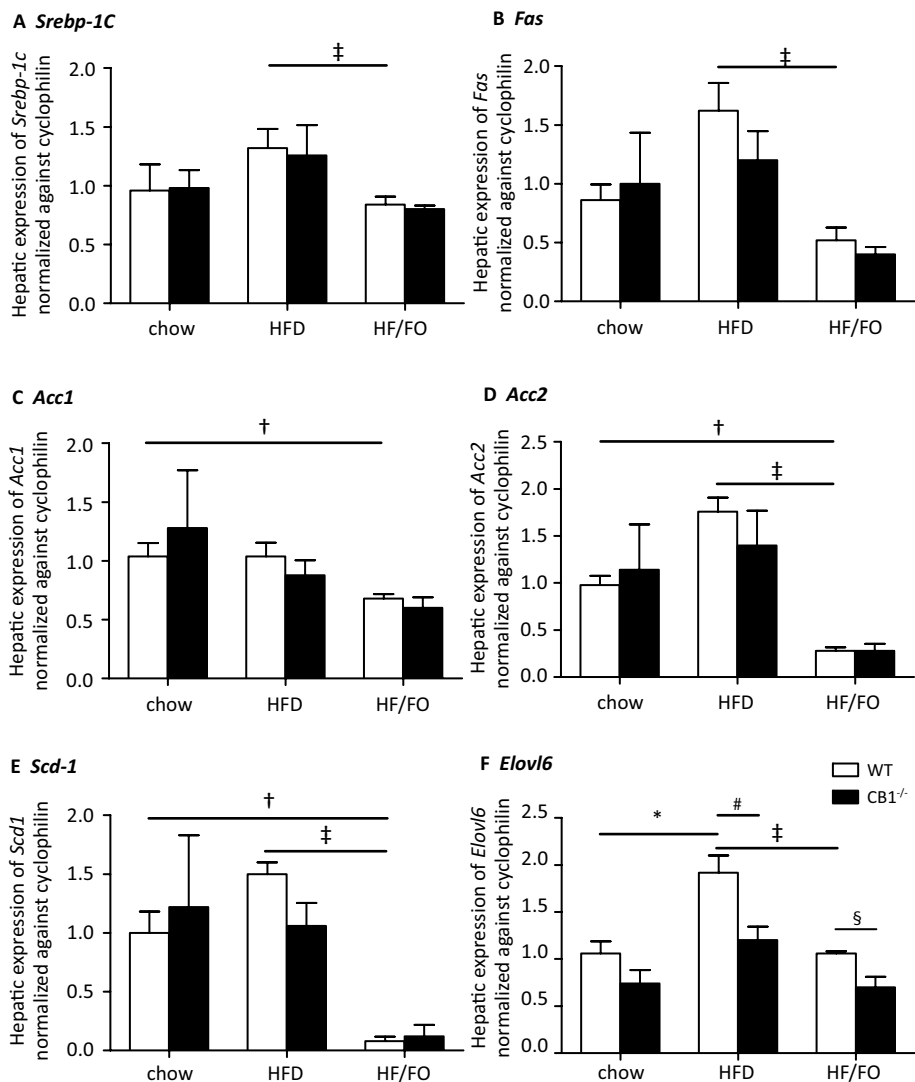 A Srebp-1C
Hepatic expression of Srebp-1c
normalized against cyclophilin
2.0
1.5
1.0
0.5
0.0
‡
chow HFD HF/FO
B Fas
Hepatic expression of Fas
normalized against cyclophilin
2.0
1.5
1.0
0.5
0.0
‡
chow HFD HF/FO
C Acc1
Hepatic expression of Acc1
normalized against cyclophilin
2.0
1.5
1.0
0.5
0.0
†
chow HFD HF/FO
D Acc2
Hepatic expression of Acc2
normalized against cyclophilin
2.5
2.0
1.5
1.0
0.5
0.0
†
‡
chow HFD HF/FO
E Scd-1
Hepatic expression of Scd1
normalized against cyclophilin
2.0
1.5
1.0
0.5
0.0
†
‡
chow HFD HF/FO
F Elovl6
WT
CB1-/-
Hepatic expression of Elovl6
normalized against cyclophilin
2.5
2.0
1.5
1.0
0.5
0.0
*
#
‡
§
chow HFD HF/FO